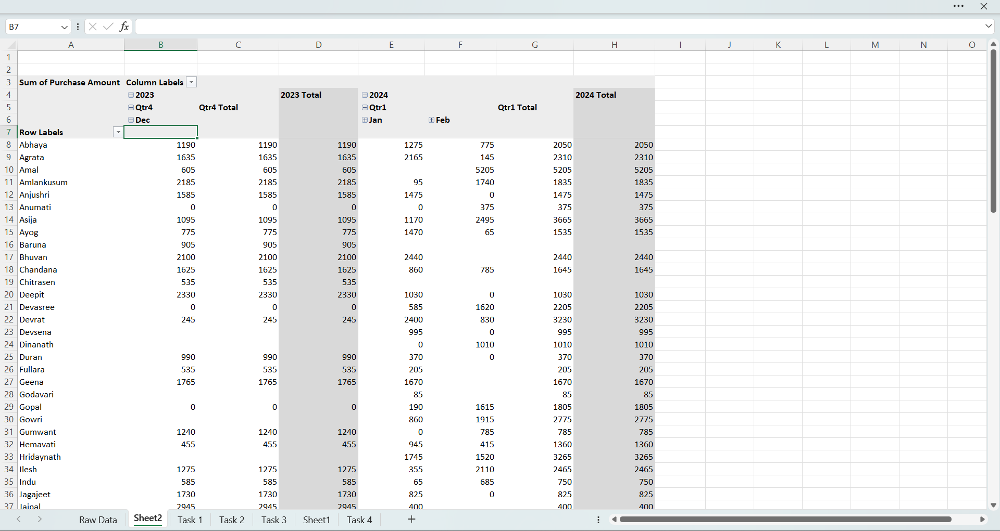 B7 fx
A B C D E F G H I J K L M N O
1
2
3 Sum of Purchase Amount Column Labels
4 2023 2023 Total 2024 2024 Total
5 Qtr4 Qtr4 Total Qtr1 Qtr1 Total
6 Dec Jan Feb
7 Row Labels
8 Abhaya 1190 1190 1190 1275 775 2050 2050
9 Agrata 1635 1635 1635 2165 145 2310 2310
10 Amal 605 605 605 5205 5205 5205
11 Amlankusum 2185 2185 2185 95 1740 1835 1835
12 Anjushri 1585 1585 1585 1475 0 1475 1475
13 Anumati 0 0 0 0 375 375 375
14 Asija 1095 1095 1095 1170 2495 3665 3665
15 Ayog 775 775 775 1470 65 1535 1535
16 Baruna 905 905 905
17 Bhuvan 2100 2100 2100 2440 2440 2440
18 Chandana 1625 1625 1625 860 785 1645 1645
19 Chitrasen 535 535 535
20 Deepit 2330 2330 2330 1030 0 1030 1030
21 Devasree 0 0 0 585 1620 2205 2205
22 Devrat 245 245 245 2400 830 3230 3230
23 Devsena 995 0 995 995
24 Dinanath 0 1010 1010 1010
25 Duran 990 990 990 370 0 370 370
26 Fullara 535 535 535 205 205 205
27 Geena 1765 1765 1765 1670 1670 1670
28 Godavari 85 85 85
29 Gopal 0 0 0 190 1615 1805 1805
30 Gowri 860 1915 2775 2775
31 Gumwant 1240 1240 1240 0 785 785 785
32 Hemavati 455 455 455 945 415 1360 1360
33 Hridaynath 1745 1520 3265 3265
34 Ilesh 1275 1275 1275 355 2110 2465 2465
35 Indu 585 585 585 65 685 750 750
36 Jagajeet 1730 1730 1730 825 0 825 825
37 Jaipal 2945 2945 2945 400 400 400
Raw Data Sheet2 Task 1 Task 2 Task 3 Sheet1 Task 4